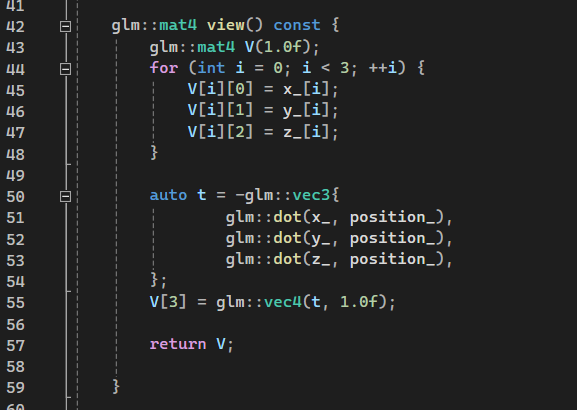 41
42 glm::mat4 view() const {
43 glm::mat4 V(1.0f);
44 for (int i = 0; i < 3; ++i) {
45 V[i][0] = x_[i];
46 V[i][1] = y_[i];
47 V[i][2] = z_[i];
48 }
49
50 auto t = -glm::vec3{
51 glm::dot(x_, position_),
52 glm::dot(y_, position_),
53 glm::dot(z_, position_),
54 };
55 V[3] = glm::vec4(t, 1.0f);
56
57 return V;
58
59 }
60